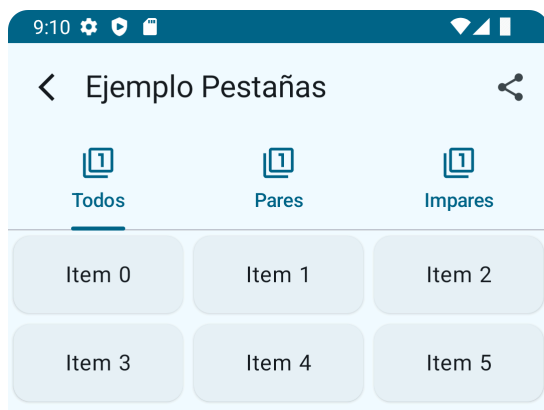 9:10
Ejemplo Pestañas
1 1 1
Todos Pares Impares
Item 0 Item 1 Item 2
Item 3 Item 4 Item 5